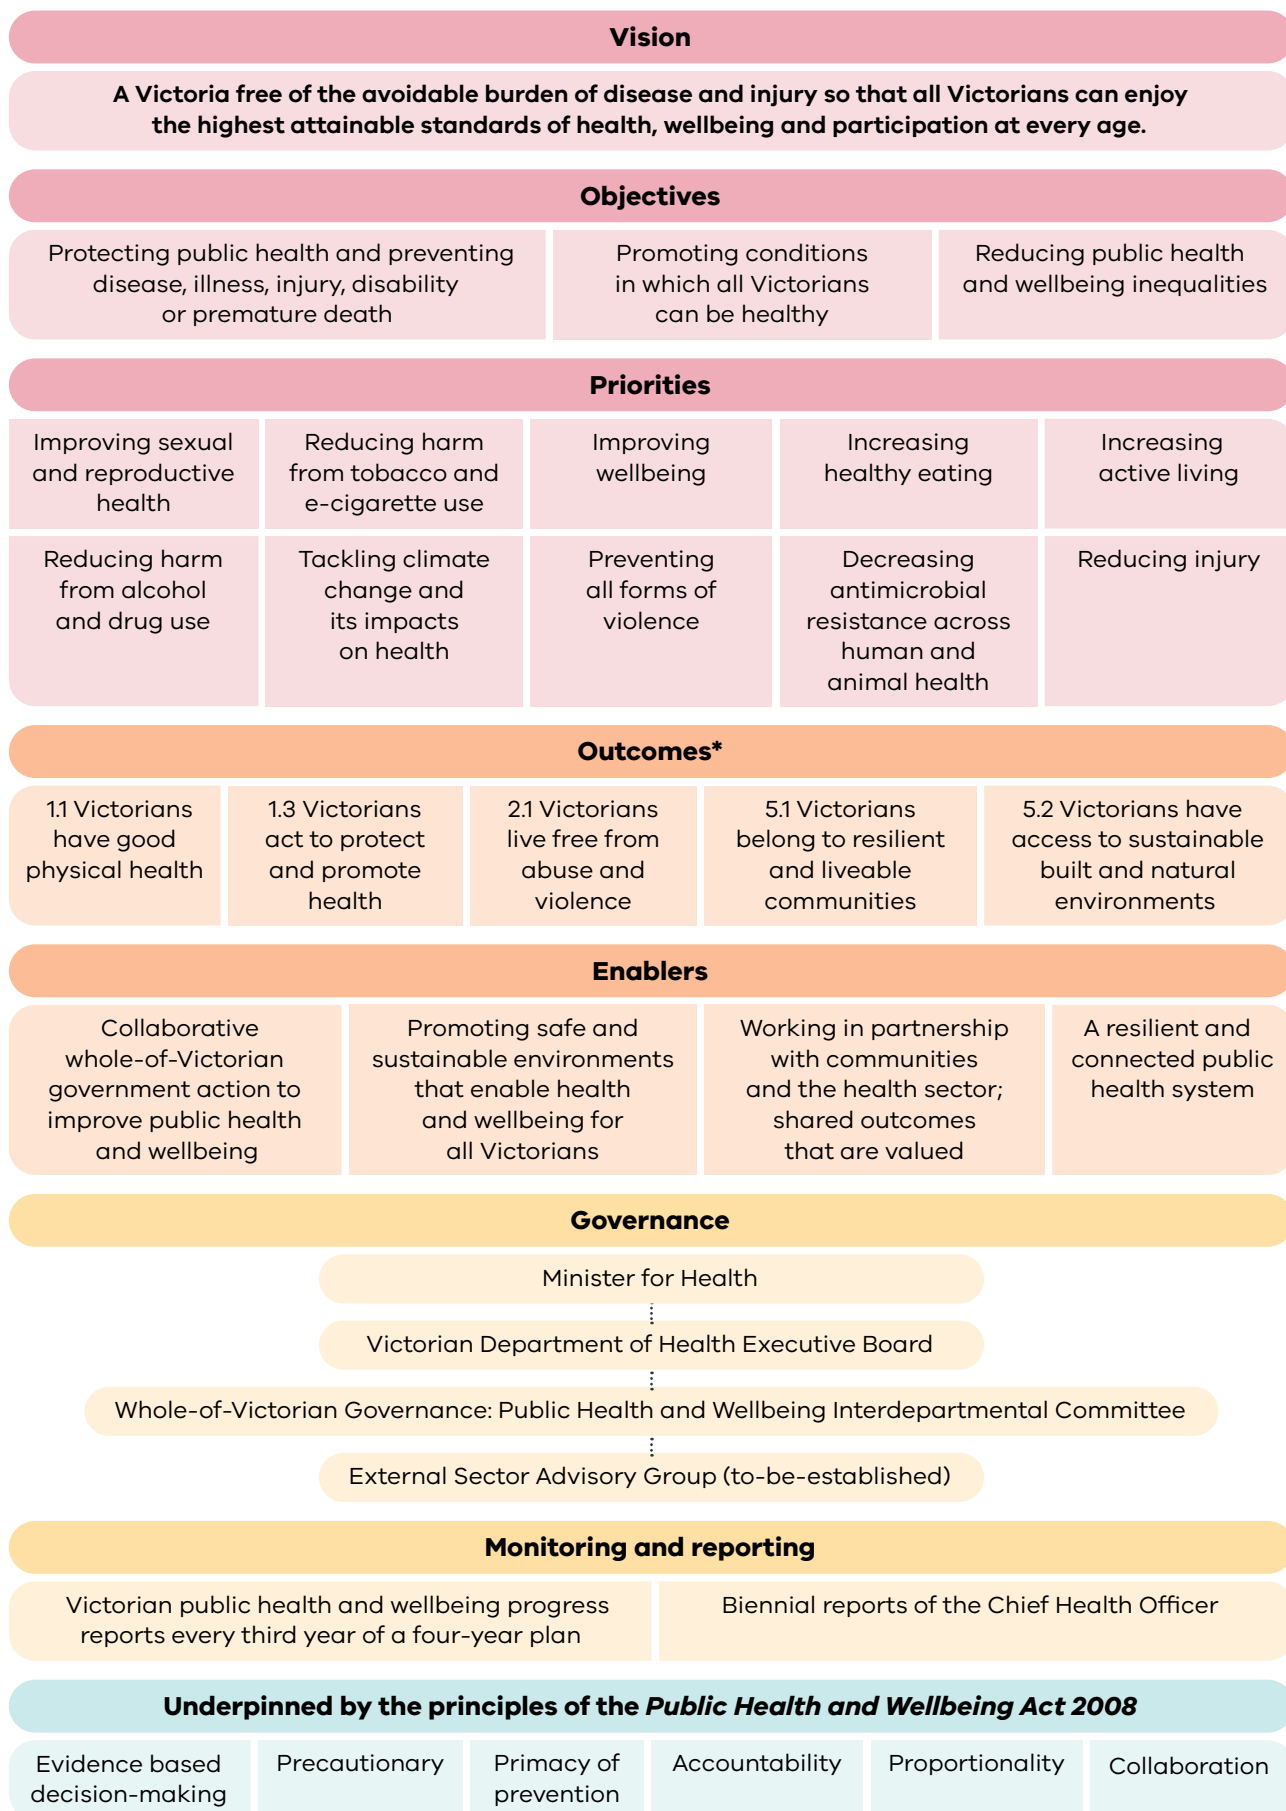 Vision
A Victoria free of the avoidable burden of disease and injury so that all Victorians can enjoy
the highest attainable standards of health, wellbeing and participation at every age.
Objectives
Protecting public health and preventing
disease, illness, injury, disability
or premature death
Promoting conditions
in which all Victorians
can be healthy
Reducing public health
and wellbeing inequalities
Priorities
Improving sexual
and reproductive
health
Reducing harm
from tobacco and
e-cigarette use
Improving
wellbeing
Increasing
healthy eating
Increasing
active living
Reducing harm
from alcohol
and drug use
Tackling climate
change and
its impacts
on health
Preventing
all forms of
violence
Decreasing
antimicrobial
resistance across
human and
animal health
Reducing injury
Outcomes*
1.1 Victorians
have good
physical health
1.3 Victorians
act to protect
and promote
health
2.1 Victorians
live free from
abuse and
violence
5.1 Victorians
belong to resilient
and liveable
communities
5.2 Victorians have
access to sustainable
built and natural
environments
Enablers
Collaborative
whole-of-Victorian
government action to
improve public health
and wellbeing
Promoting safe and
sustainable environments
that enable health
and wellbeing for
all Victorians
Working in partnership
with communities
and the health sector;
shared outcomes
that are valued
A resilient and
connected public
health system
Governance
Minister for Health
Victorian Department of Health Executive Board
Whole-of-Victorian Governance: Public Health and Wellbeing Interdepartmental Committee
External Sector Advisory Group (to-be-established)
Monitoring and reporting
Victorian public health and wellbeing progress
reports every third year of a four-year plan
Biennial reports of the Chief Health Officer
Underpinned by the principles of the Public Health and Wellbeing Act 2008
Evidence based
decision-making
Precautionary
Primacy of
prevention
Accountability
Proportionality
Collaboration